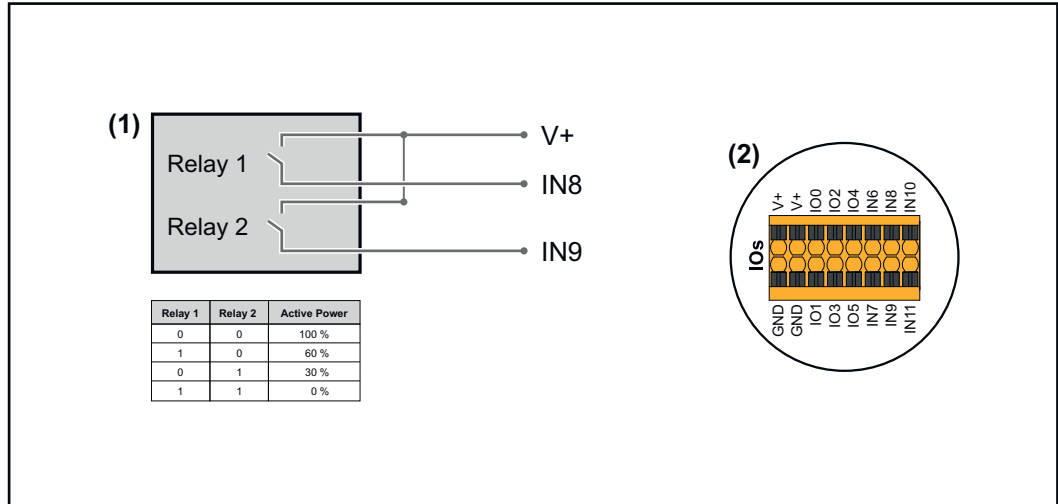 (1)
Relay 1
Relay 2
V+
IN8
IN9
Relay 1 Relay 2 Active Power
0 0 100 %
1 0 60 %
0 1 30 %
1 1 0 %
(2)
IOs
V+
V+
IO0
IO2
IO4
IN6
IN8
IN10
GND
GND
IO1
IO3
IO5
IN7
IN9
IN11